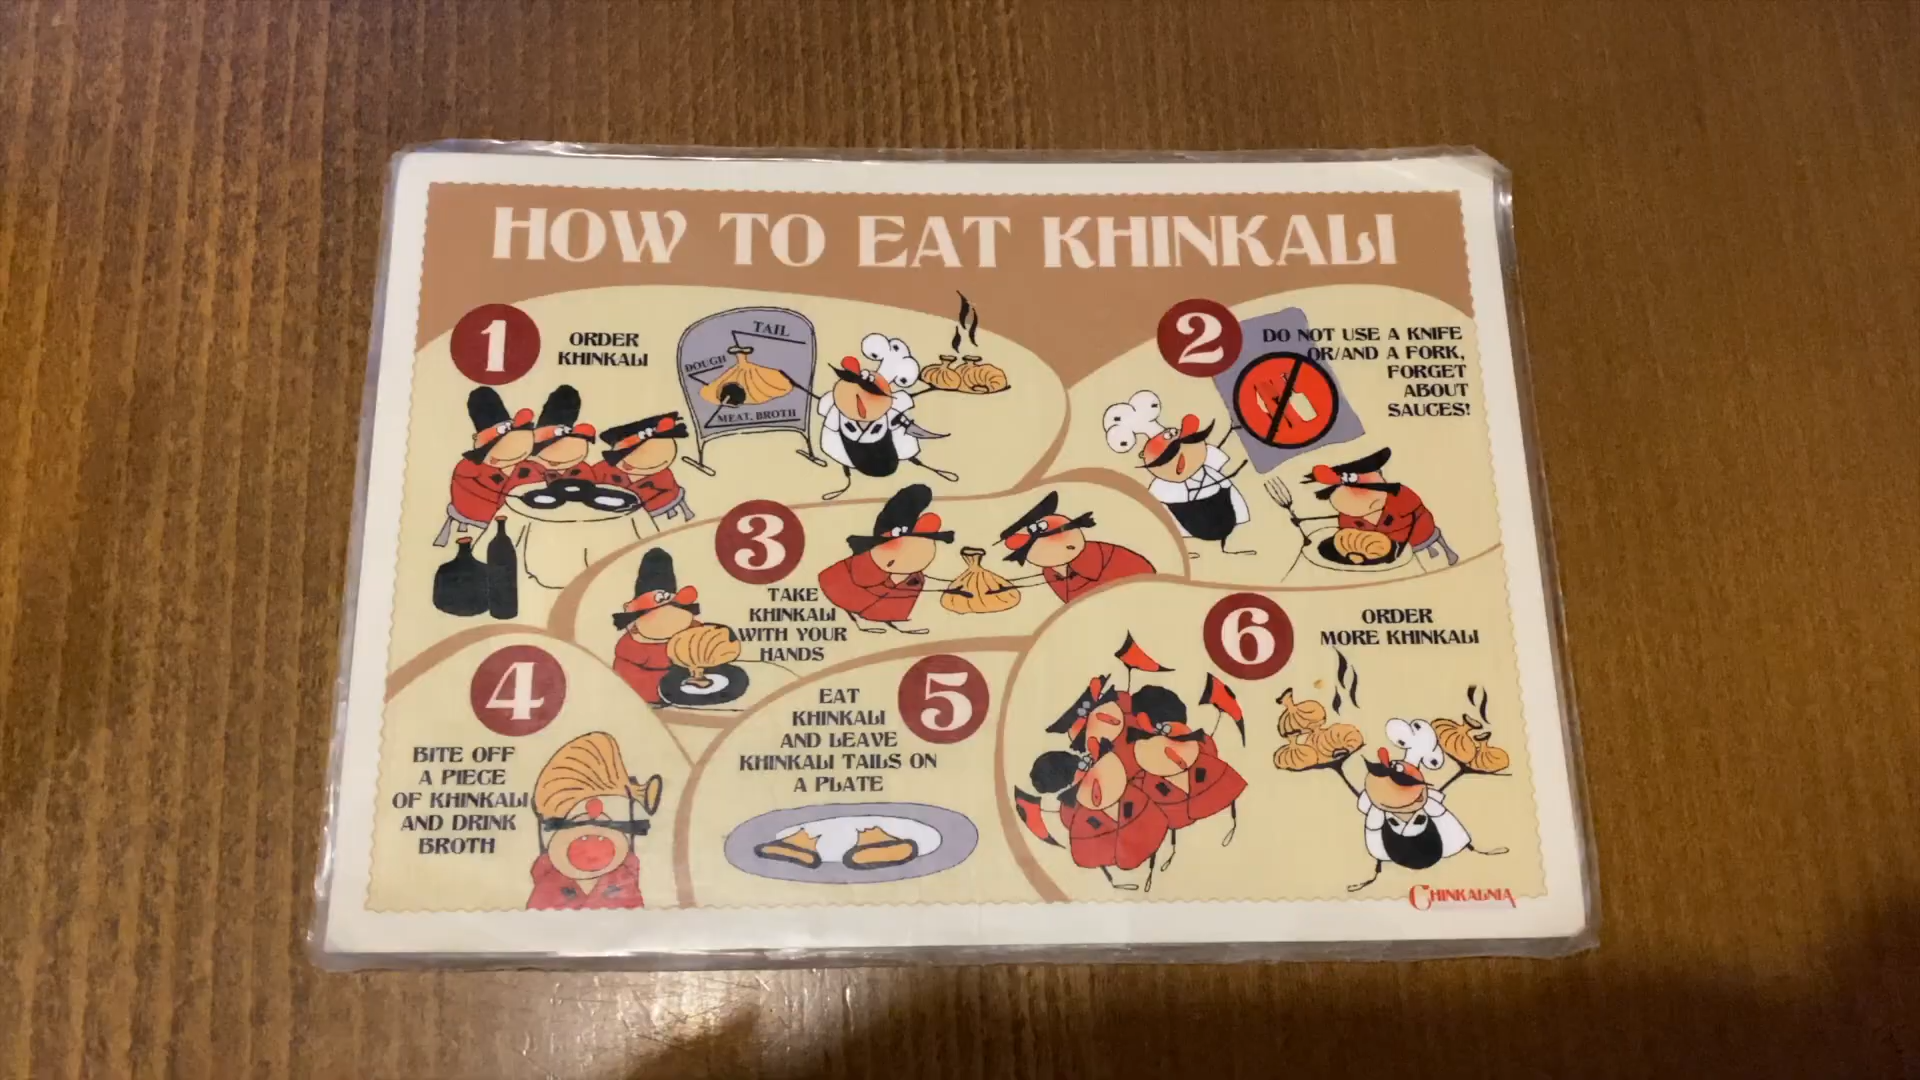 HOW TO EAT KHINKALI
1
ORDER
KHINKALI
TAIL
DOUGH
MEAT, BROTH
2
DO NOT USE A KNIFE
OR/AND A FORK,
FORGET
ABOUT
SAUCES!
3
TAKE
KHINKALI
WITH YOUR
HANDS
4
BITE OFF
A PIECE
OF KHINKALI
AND DRINK
BROTH
5
EAT
KHINKALI
AND LEAVE
KHINKALI TAILS ON
A PLATE
6
ORDER
MORE KHINKALI
CHINKALNIA